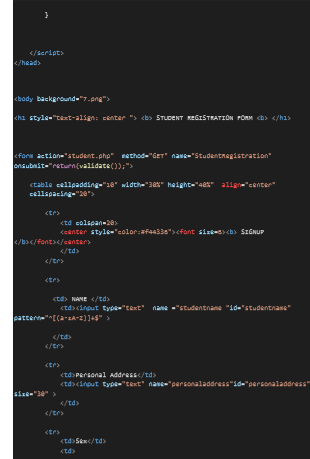 }
</script>
</head>
<body background="7.png">
<h1 style="text-align: center "> <b> STUDENT REGISTRATION FORM <b> </h1>
<form action="student.php" method="GET" name="StudentRegistration"
onsubmit="return(validate());">
<table cellpadding="10" width="30%" height="40%" align="center"
cellspacing="20">
<tr>
<td colspan=20>
<center style="color:#f44336"><font size=6><b> SIGNUP
</b></font></center>
</td>
</tr>
<tr>
<td> NAME </td>
<td><input type="text" name ="studentname "id="studentname"
pattern="^[(a-zA-Z)]+$" >
</td>
</tr>
<tr>
<td>Personal Address</td>
<td><input type="text" name="personaladdress"id="personaladdress"
size="30" >
</td>
</tr>
<tr>
<td>Sex</td>
<td>